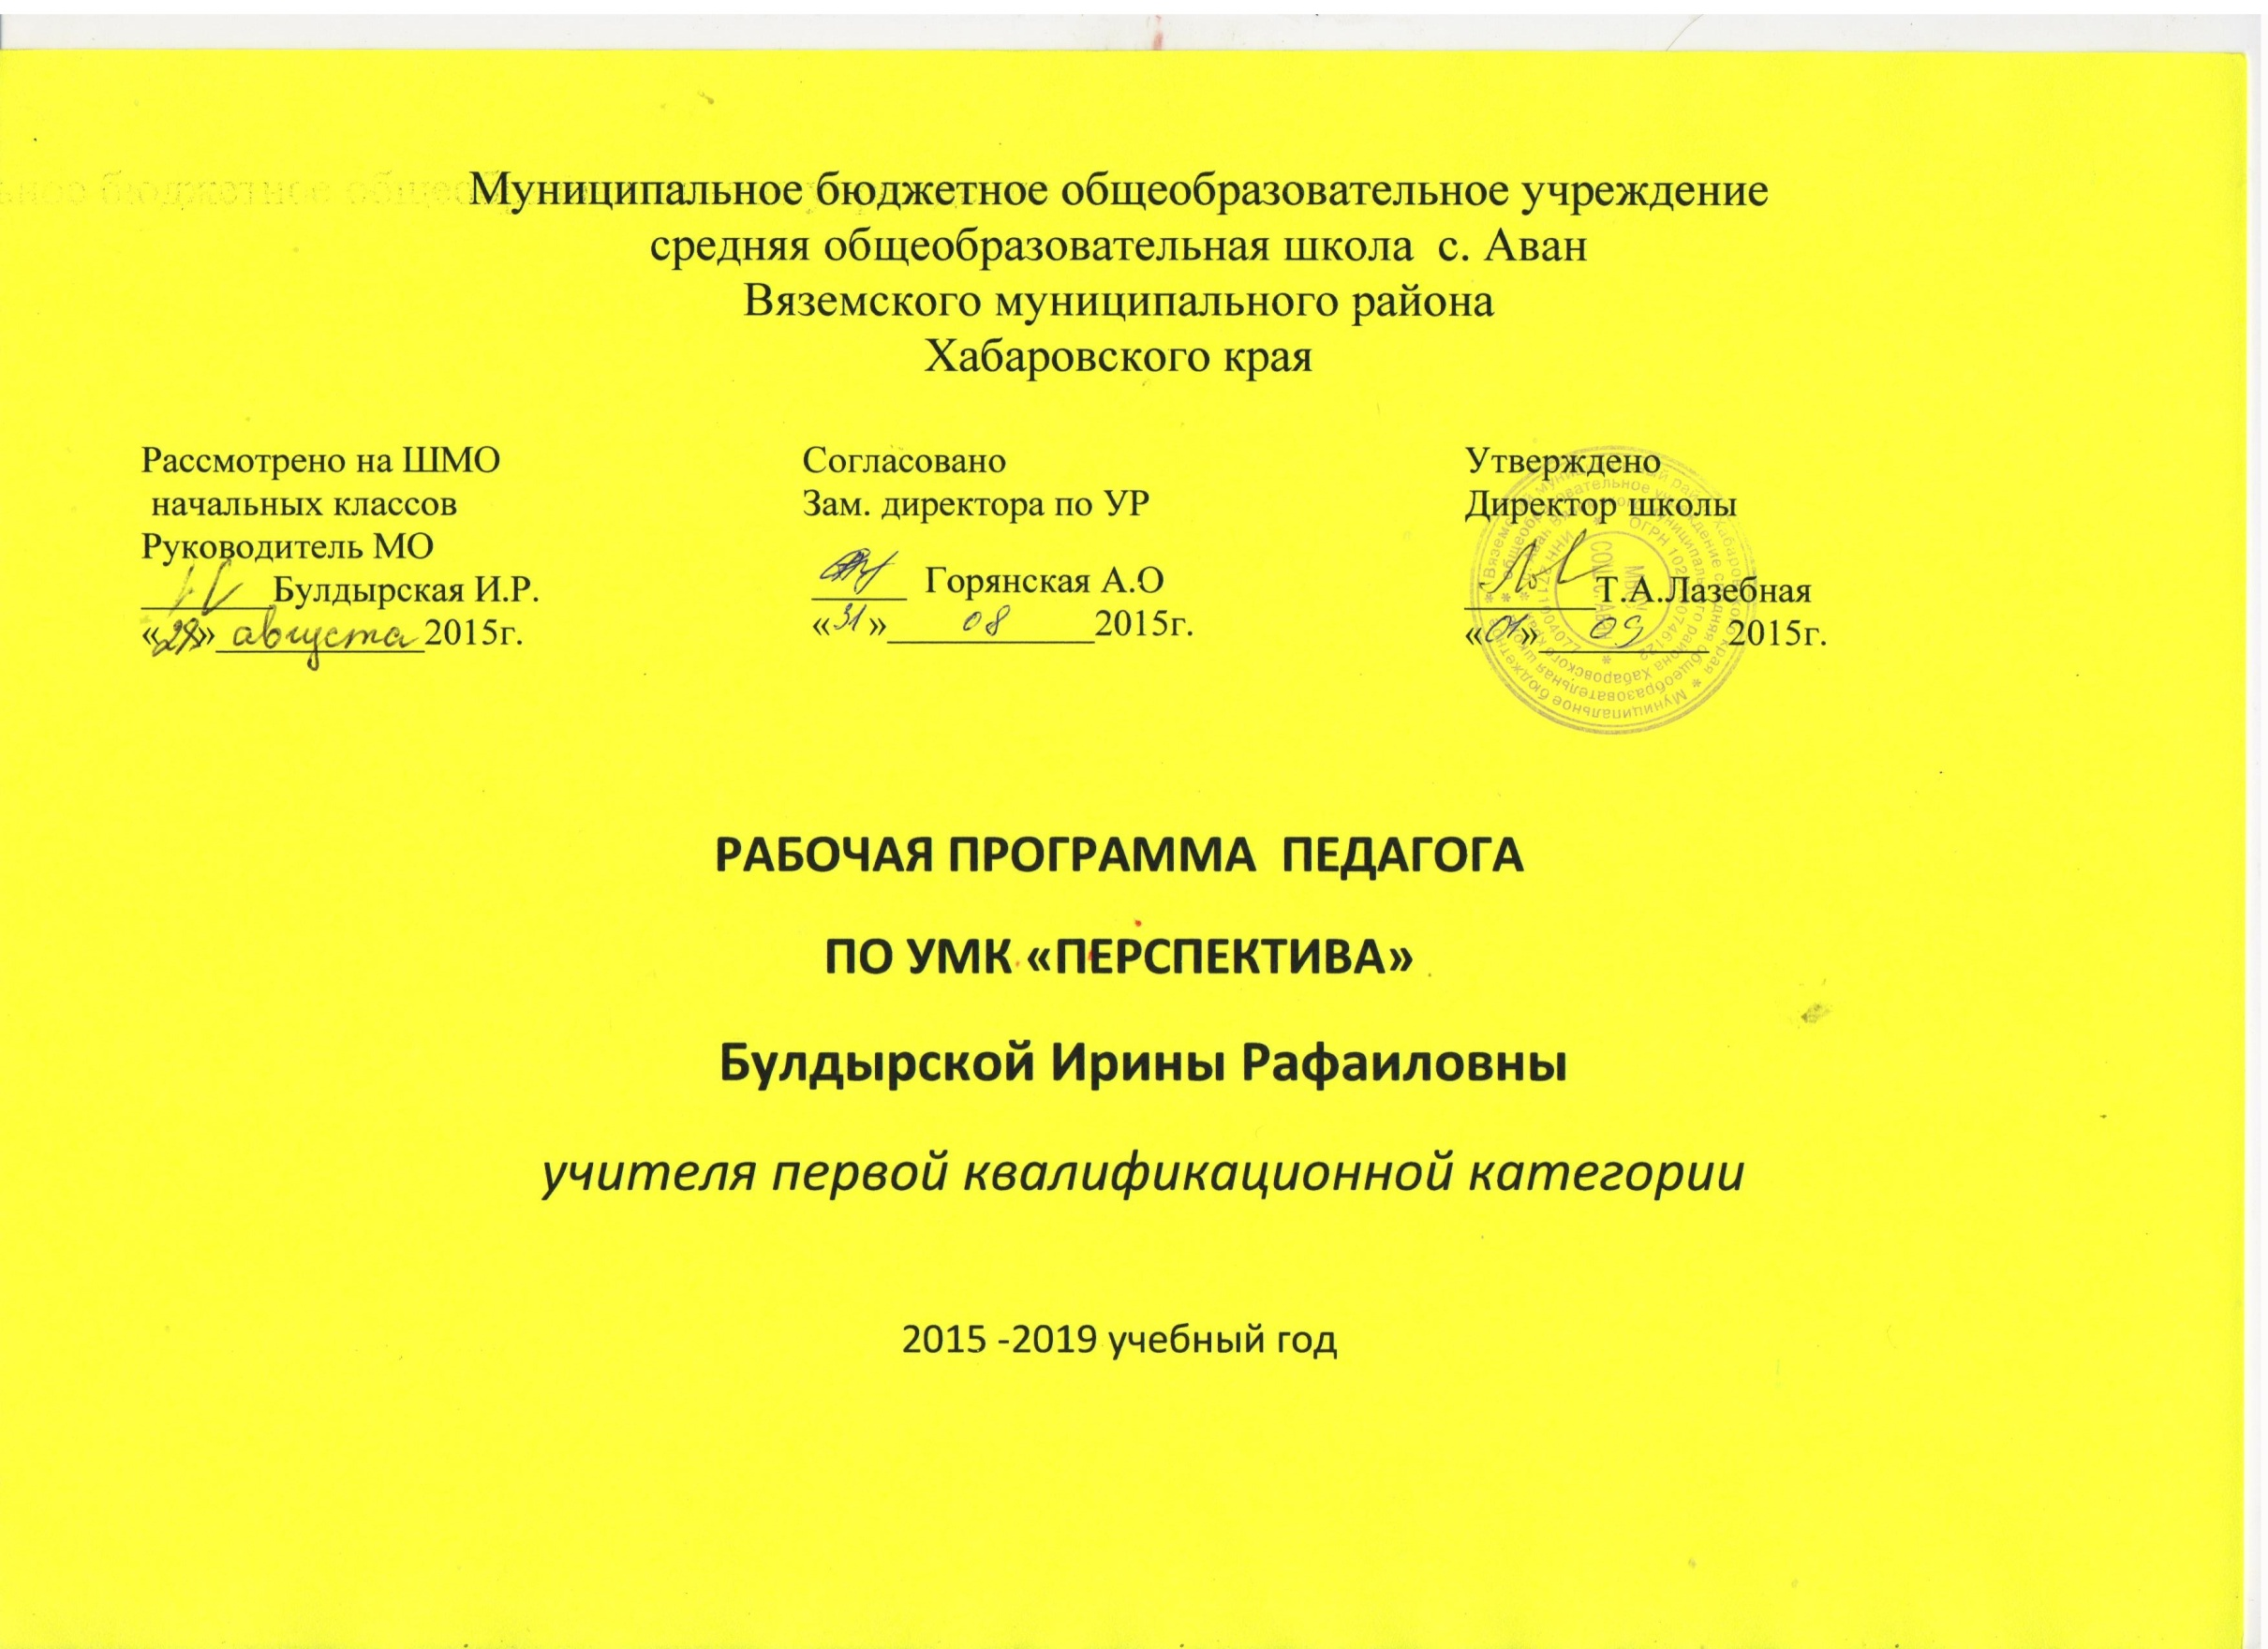 Муниципальное бюджетное общеобразовательное учреждение
средняя общеобразовательная школа с. Аван
Вяземского муниципального района
Хабаровского края
Рассмотрено на ШМО
начальных классов
Руководитель МО
Булдырская И.Р.
«28» августа 2015г.
Согласовано
Зам. директора по УР
Горянская А.О
«31» 08 2015г.
Утверждено
Директор школы
Т.А.Лазебная
«01» 09 2015г.
РАБОЧАЯ ПРОГРАММА ПЕДАГОГА
ПО УМК «ПЕРСПЕКТИВА»
Булдырской Ирины Рафаиловны
учителя первой квалификационной категории
2015 -2019 учебный год